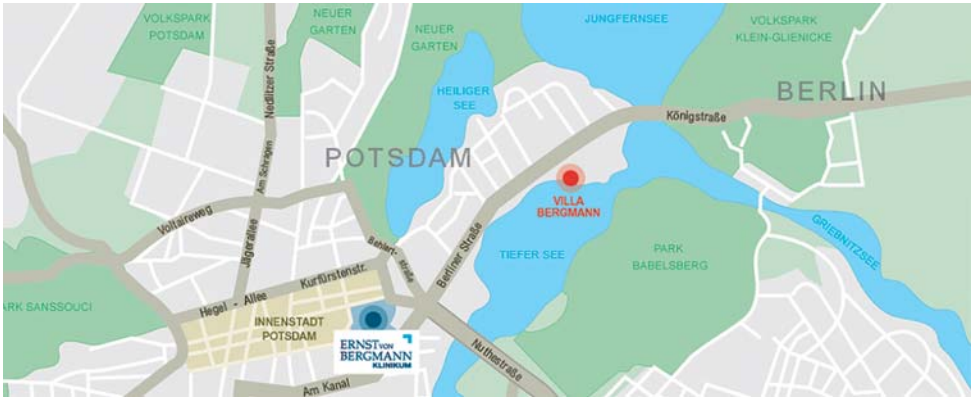 VOLKSPARK
POTSDAM
NEUER
GARTEN
NEUER
GARTEN
JUNGFERNSEE
VOLKSPARK
KLEIN-GLIENICKE
Nedlitzer Straße
HEILIGER
SEE
BERLIN
Königstraße
POTSDAM
Am Schragen
VILLA
BERGMANN
Voltaireweg
Jägerallee
Behlert-
straße
Berliner Straße
TIEFER SEE
PARK
BABELSBERG
GRIEBNITZSEE
ARK SANSSOUCI
Hegel - Allee
Kurfürstenstr.
INNENSTADT
POTSDAM
ERNST VON
BERGMANN
KLINIKUM
Nuthestraße
Am Kanal